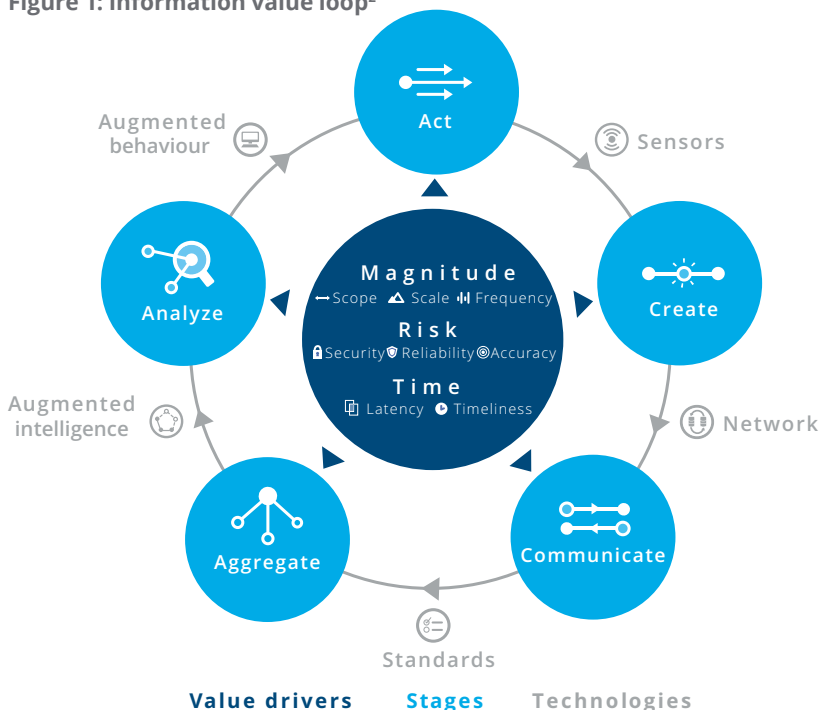 Figure 1: Information value loop²
Act
Augmented
behaviour
Sensors
Analyze
Create
Magnitude
Scope Scale Frequency
Risk
Security Reliability Accuracy
Time
Latency Timeliness
Augmented
intelligence
Network
Aggregate
Communicate
Standards
Value drivers Stages Technologies